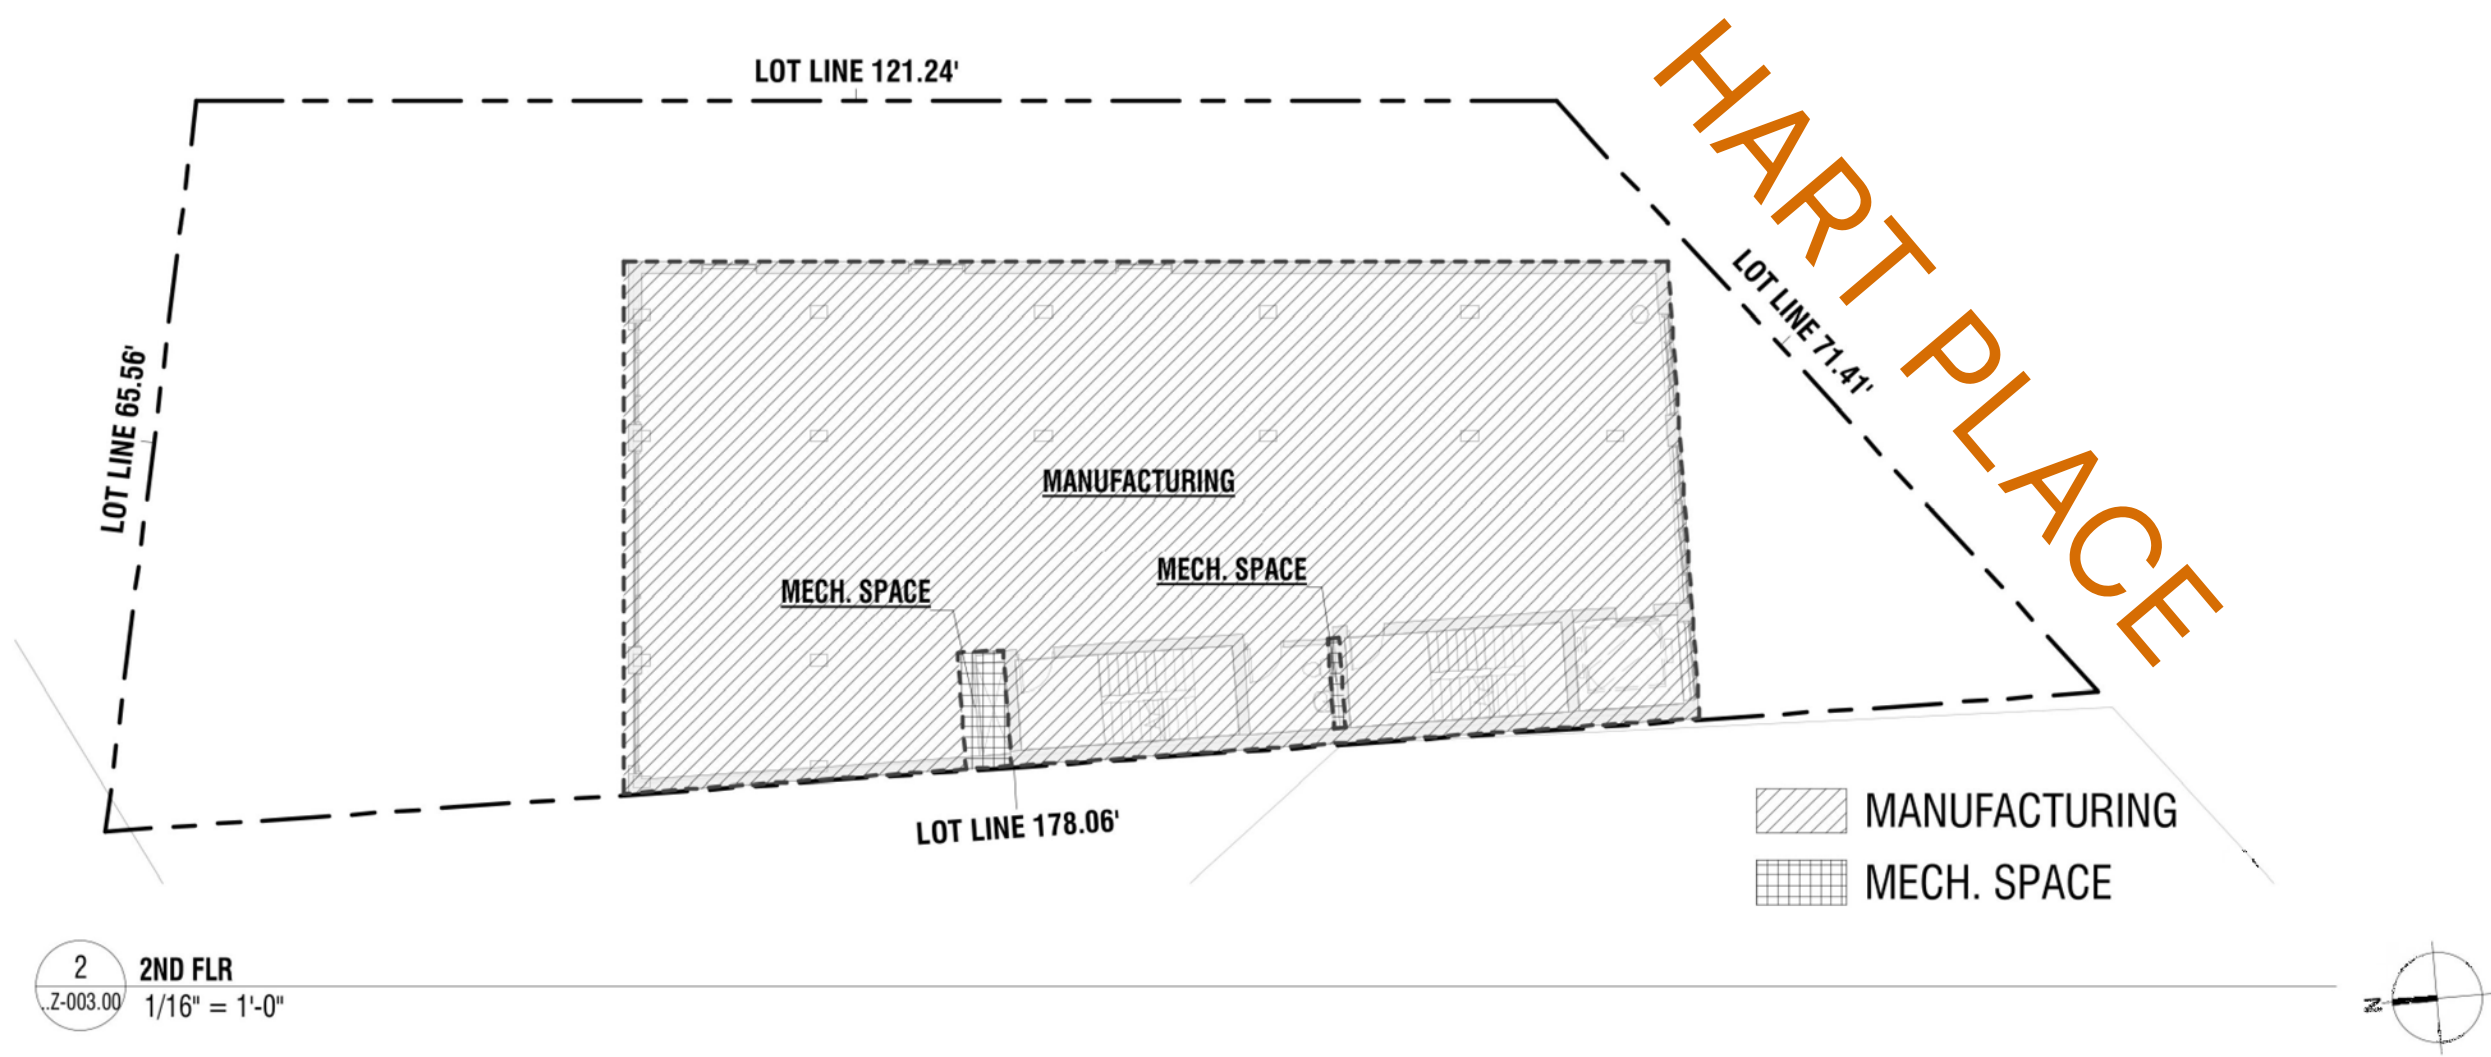 LOT LINE 121.24'
HART PLACE
LOT LINE 71.41'
LOT LINE 65.56'
MANUFACTURING
MECH. SPACE
MECH. SPACE
LOT LINE 178.06'
MANUFACTURING
MECH. SPACE
2
..Z-003.00
2ND FLR
1/16" = 1'-0"
N